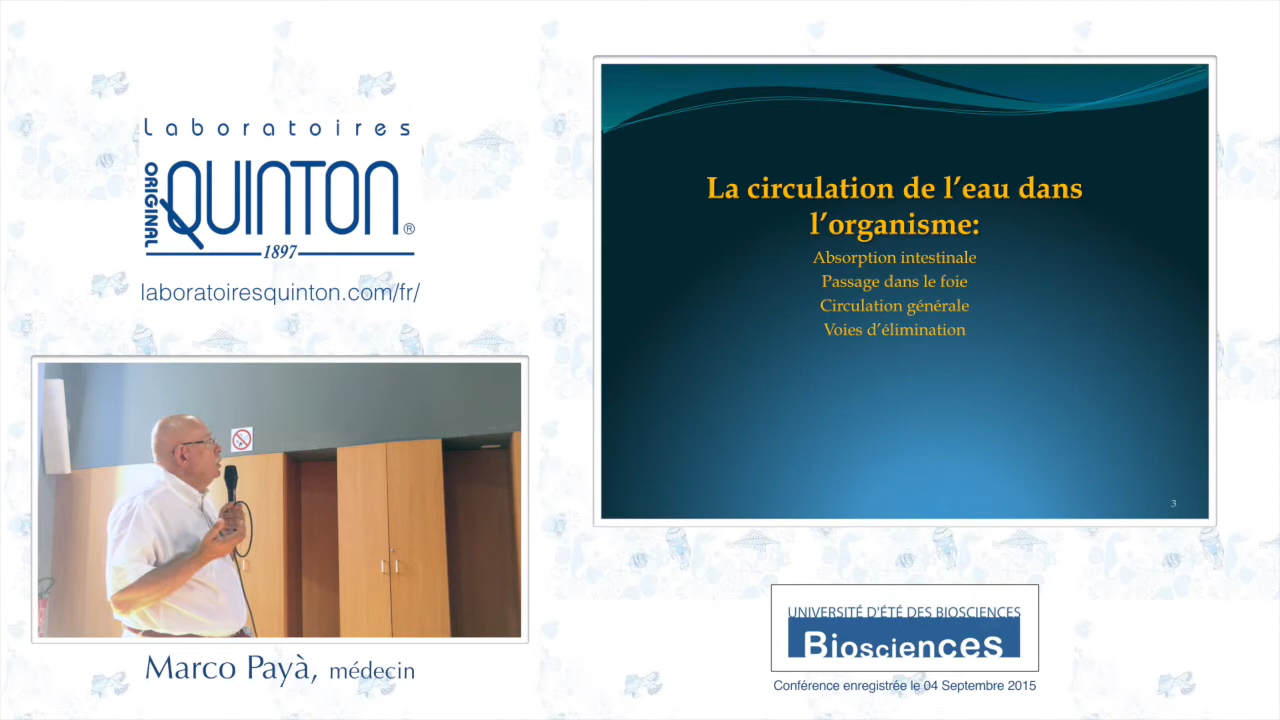 Laboratoires
ORIGINAL
QUINTON®
1897
laboratoiresquinton.com/fr/
Marco Payà, médecin
La circulation de l'eau dans
l'organisme:
Absorption intestinale
Passage dans le foie
Circulation générale
Voies d'élimination
3
UNIVERSITÉ D'ÉTÉ DES BIOSCIENCES
Biosciences
Conférence enregistrée le 04 Septembre 2015